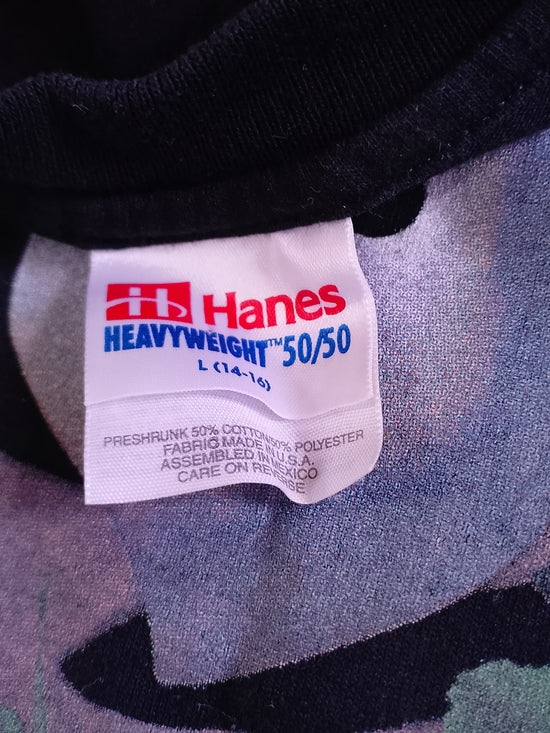 Hanes
HEAVYWEIGHT™ 50/50
L (14-16)
PRESHRUNK 50% COTTON/50% POLYESTER
FABRIC MADE IN U.S.A.
ASSEMBLED IN MEXICO
CARE ON REVERSE